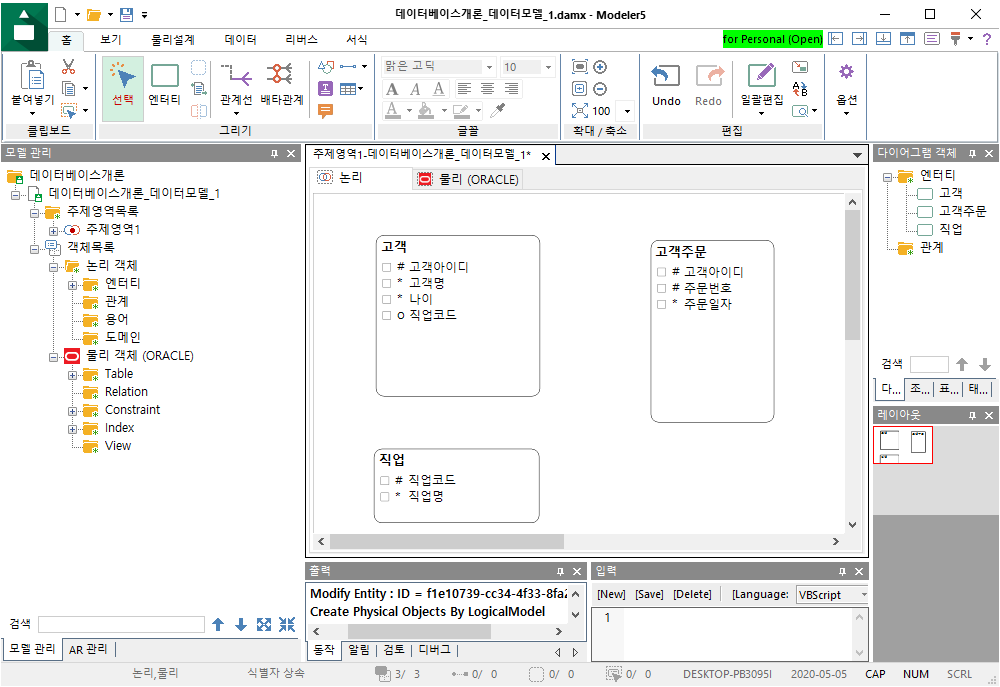 데이터베이스개론_데이터모델_1.damx - Modeler5
홈 보기 물리설계 데이터 리버스 서식
for Personal (Open)
붙여넣기
선택 엔터티 관계선 배타관계
맑은 고딕 10
A A A
A
100
Undo Redo 일괄편집 옵션
클립보드 그리기 글꼴 확대 / 축소 편집
모델 관리
데이터베이스개론
데이터베이스개론_데이터모델_1
주제영역목록
주제영역1
객체목록
논리 객체
엔터티
관계
용어
도메인
물리 객체 (ORACLE)
Table
Relation
Constraint
Index
View
검색
모델 관리 AR 관리
주제영역1-데이터베이스개론_데이터모델_1*
논리 물리 (ORACLE)
고객
# 고객아이디
* 고객명
* 나이
o 직업코드
고객주문
# 고객아이디
# 주문번호
* 주문일자
직업
# 직업코드
* 직업명
출력
Modify Entity : ID = f1e10739-cc34-4f33-8fa2
Create Physical Objects By LogicalModel
동작 알림 검토 디버그
입력
[New] [Save] [Delete] [Language: VBScript
1
다이어그램 객체
엔터티
고객
고객주문
직업
관계
검색
다... 조... 표... 태...
레이아웃
논리,물리 식별자 상속 3/ 3 0/ 0 0/ 0 0/ 0 DESKTOP-PB3095I 2020-05-05 CAP NUM SCRL